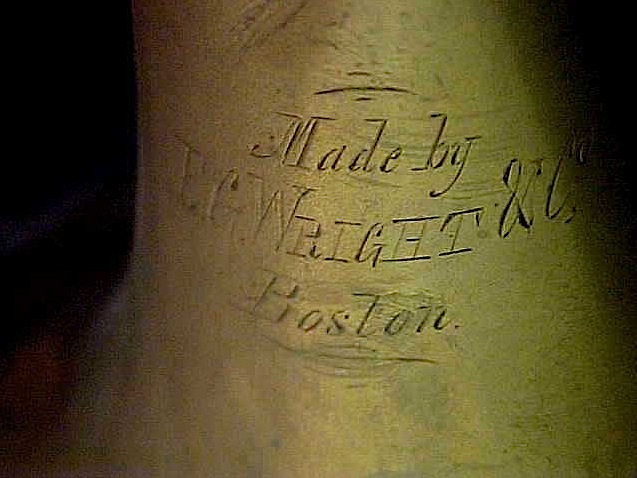 Made by
E.G. WRIGHT & Co.
Boston.